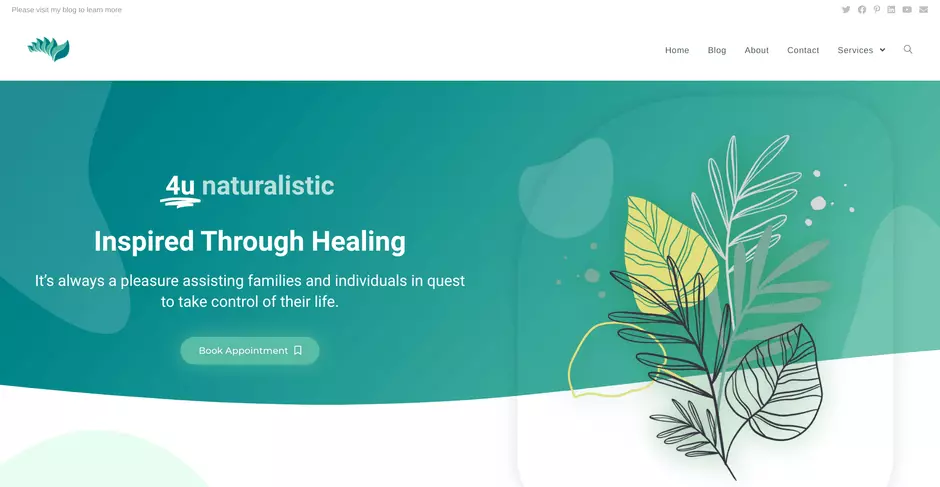 Please visit my blog to learn more
Home Blog About Contact Services
4u naturalistic
Inspired Through Healing
It's always a pleasure assisting families and individuals in quest
to take control of their life.
Book Appointment